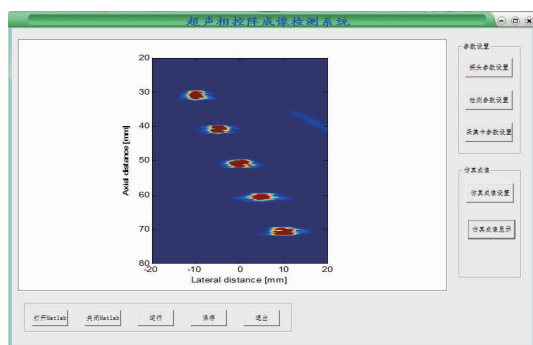 超声相控阵成像检测系统
参数设置
探头参数设置
检测参数设置
采集卡参数设置
仿真成像
仿真成像设置
仿真成像显示
20
30
40
50
60
70
80
Axial distance [mm]
-20 -10 0 10 20
Lateral distance [mm]
打开Matlab 关闭Matlab 运行 保存 退出